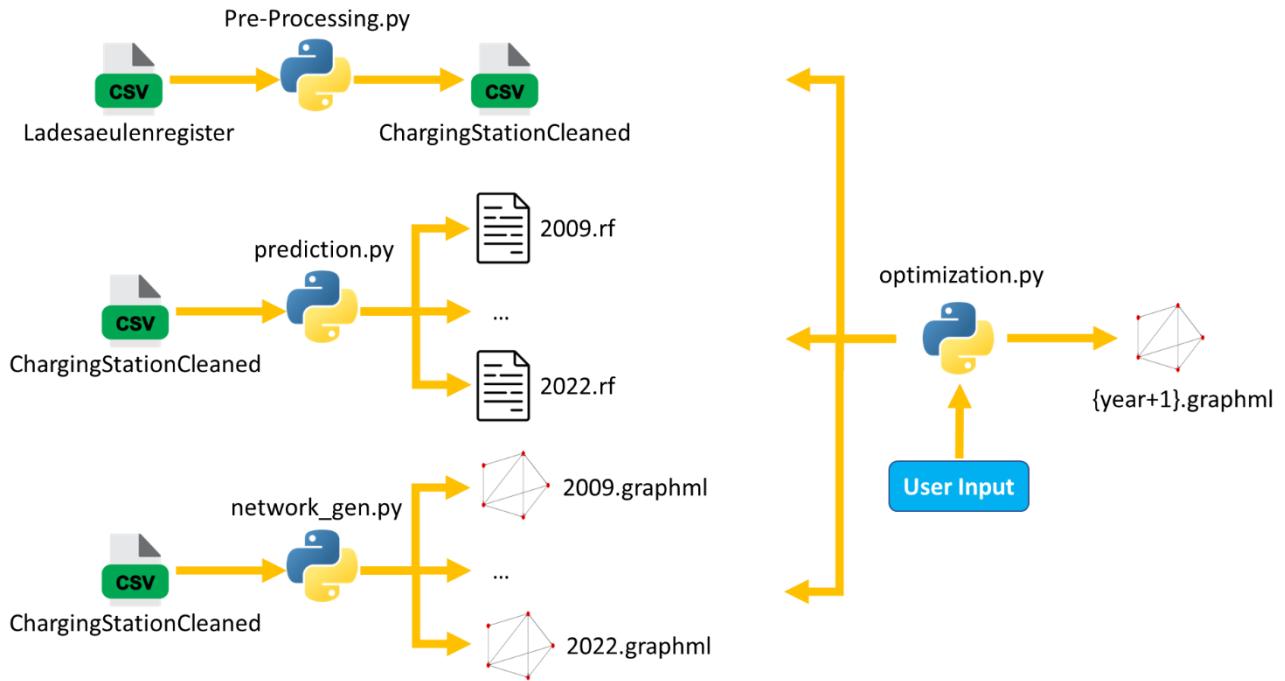 Pre-Processing.py
CSV
CSV
Ladesaeulenregister
ChargingStationCleaned
prediction.py
2009.rf
CSV
...
ChargingStationCleaned
2022.rf
optimization.py
{year+1}.graphml
User Input
network_gen.py
2009.graphml
CSV
...
ChargingStationCleaned
2022.graphml